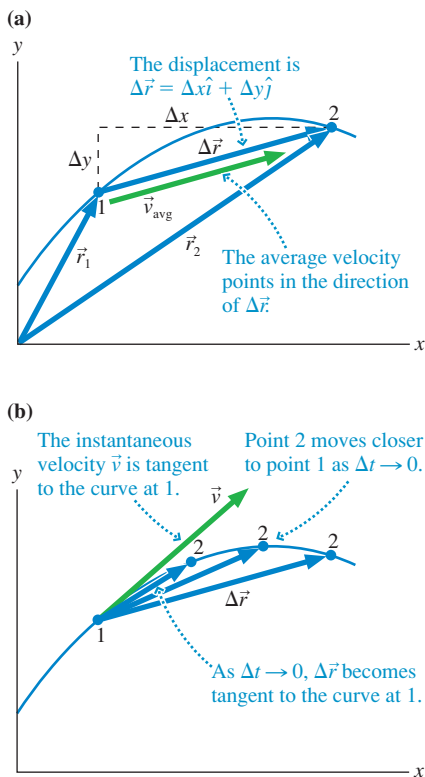 (a)
y
The displacement is
Δr⃗ = Δxî + Δyĵ
Δx
2
Δy
Δr⃗
1
v⃗avg
r⃗1
r⃗2
The average velocity
points in the direction
of Δr⃗.
x
(b)
The instantaneous
velocity v⃗ is tangent
to the curve at 1.
Point 2 moves closer
to point 1 as Δt → 0.
y
v⃗
2
2
2
Δr⃗
1
As Δt → 0, Δr⃗ becomes
tangent to the curve at 1.
x